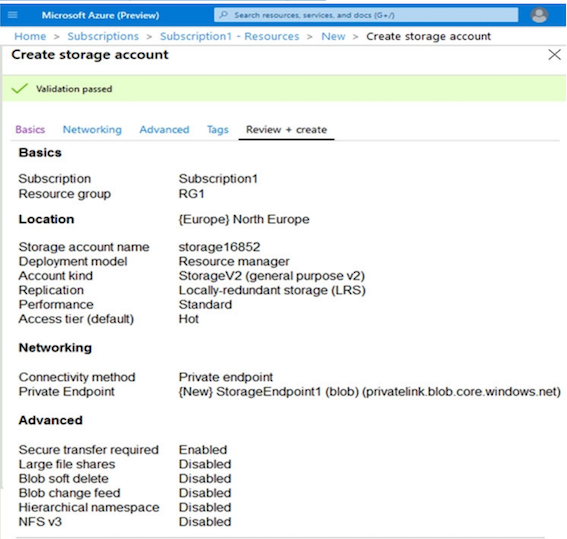 Microsoft Azure (Preview)
Search resources, services, and docs (G+/)
Home > Subscriptions > Subscription1 - Resources > New > Create storage account
Create storage account
Validation passed
Basics Networking Advanced Tags Review + create
Basics
Subscription Subscription1
Resource group RG1
Location {Europe} North Europe
Storage account name storage16852
Deployment model Resource manager
Account kind StorageV2 (general purpose v2)
Replication Locally-redundant storage (LRS)
Performance Standard
Access tier (default) Hot
Networking
Connectivity method Private endpoint
Private Endpoint {New} StorageEndpoint1 (blob) (privatelink.blob.core.windows.net)
Advanced
Secure transfer required Enabled
Large file shares Disabled
Blob soft delete Disabled
Blob change feed Disabled
Hierarchical namespace Disabled
NFS v3 Disabled